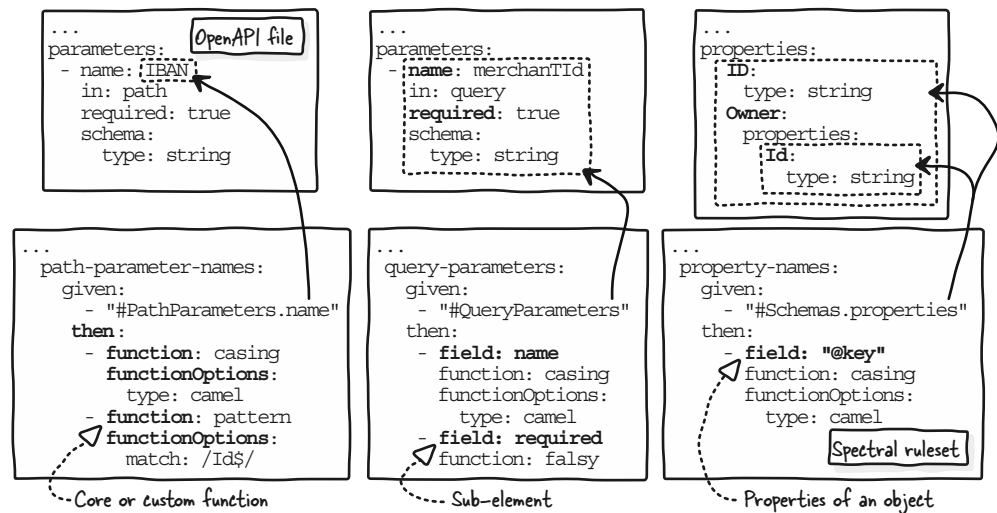 ...
parameters:
- name: IBAN
in: path
required: true
schema:
type: string
OpenAPI file
...
parameters:
- name: merchanTId
in: query
required: true
schema:
type: string
...
properties:
ID:
type: string
Owner:
properties:
Id:
type: string
...
path-parameter-names:
given:
- "#PathParameters.name"
then:
- function: casing
functionOptions:
type: camel
- function: pattern
functionOptions:
match: /Id$/
Core or custom function
...
query-parameters:
given:
- "#QueryParameters"
then:
- field: name
function: casing
functionOptions:
type: camel
- field: required
function: falsy
Sub-element
...
property-names:
given:
- "#Schemas.properties"
then:
- field: "@key"
function: casing
functionOptions:
type: camel
Spectral ruleset
Properties of an object